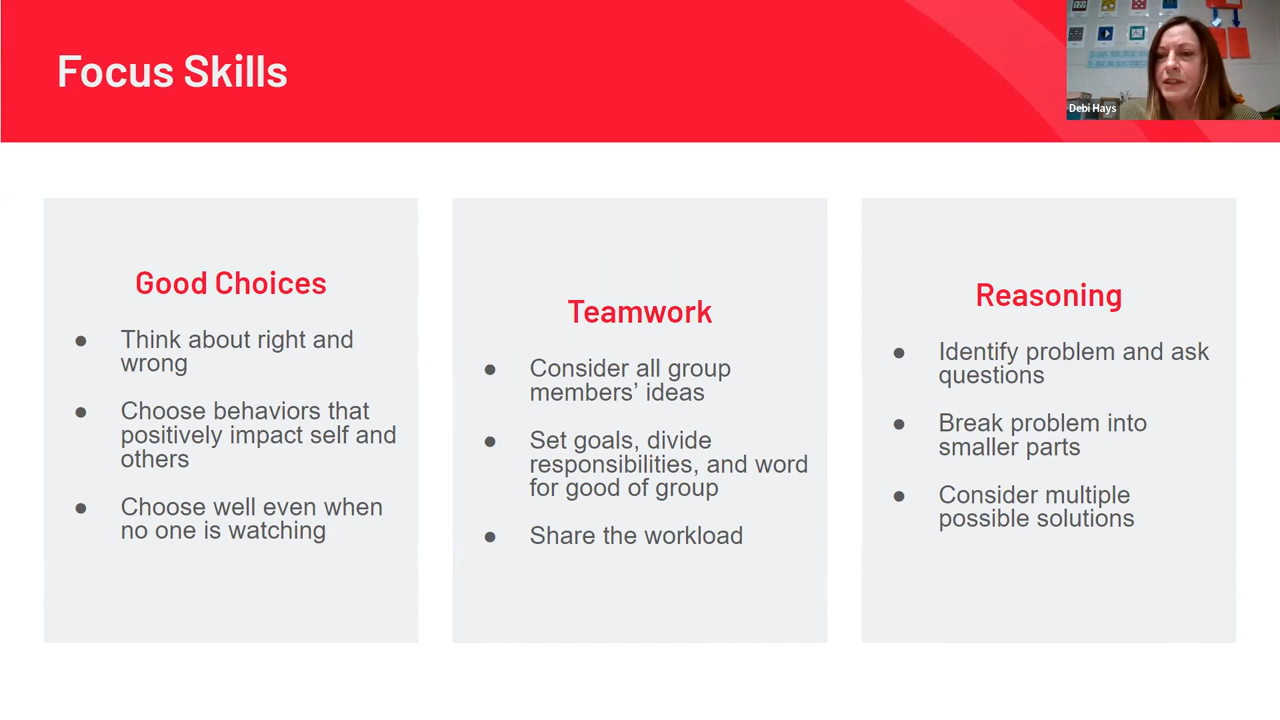 Focus Skills
Debi Hays
Good Choices
● Think about right and
wrong
● Choose behaviors that
positively impact self and
others
● Choose well even when
no one is watching
Teamwork
● Consider all group
members’ ideas
● Set goals, divide
responsibilities, and word
for good of group
● Share the workload
Reasoning
● Identify problem and ask
questions
● Break problem into
smaller parts
● Consider multiple
possible solutions